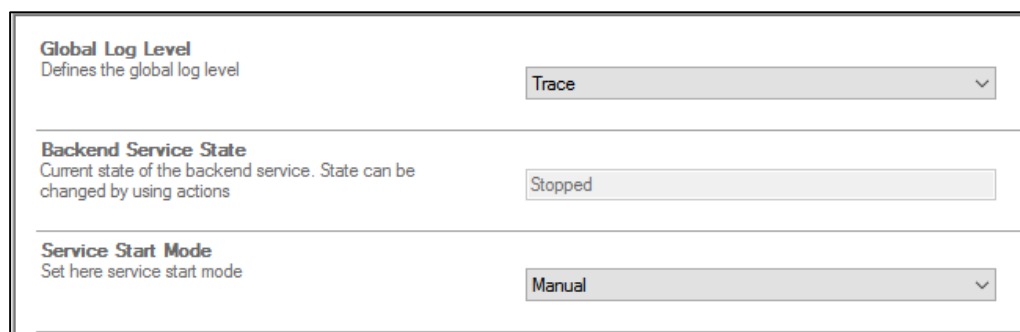 Global Log Level
Defines the global log level
Trace
Backend Service State
Current state of the backend service. State can be
changed by using actions
Stopped
Service Start Mode
Set here service start mode
Manual